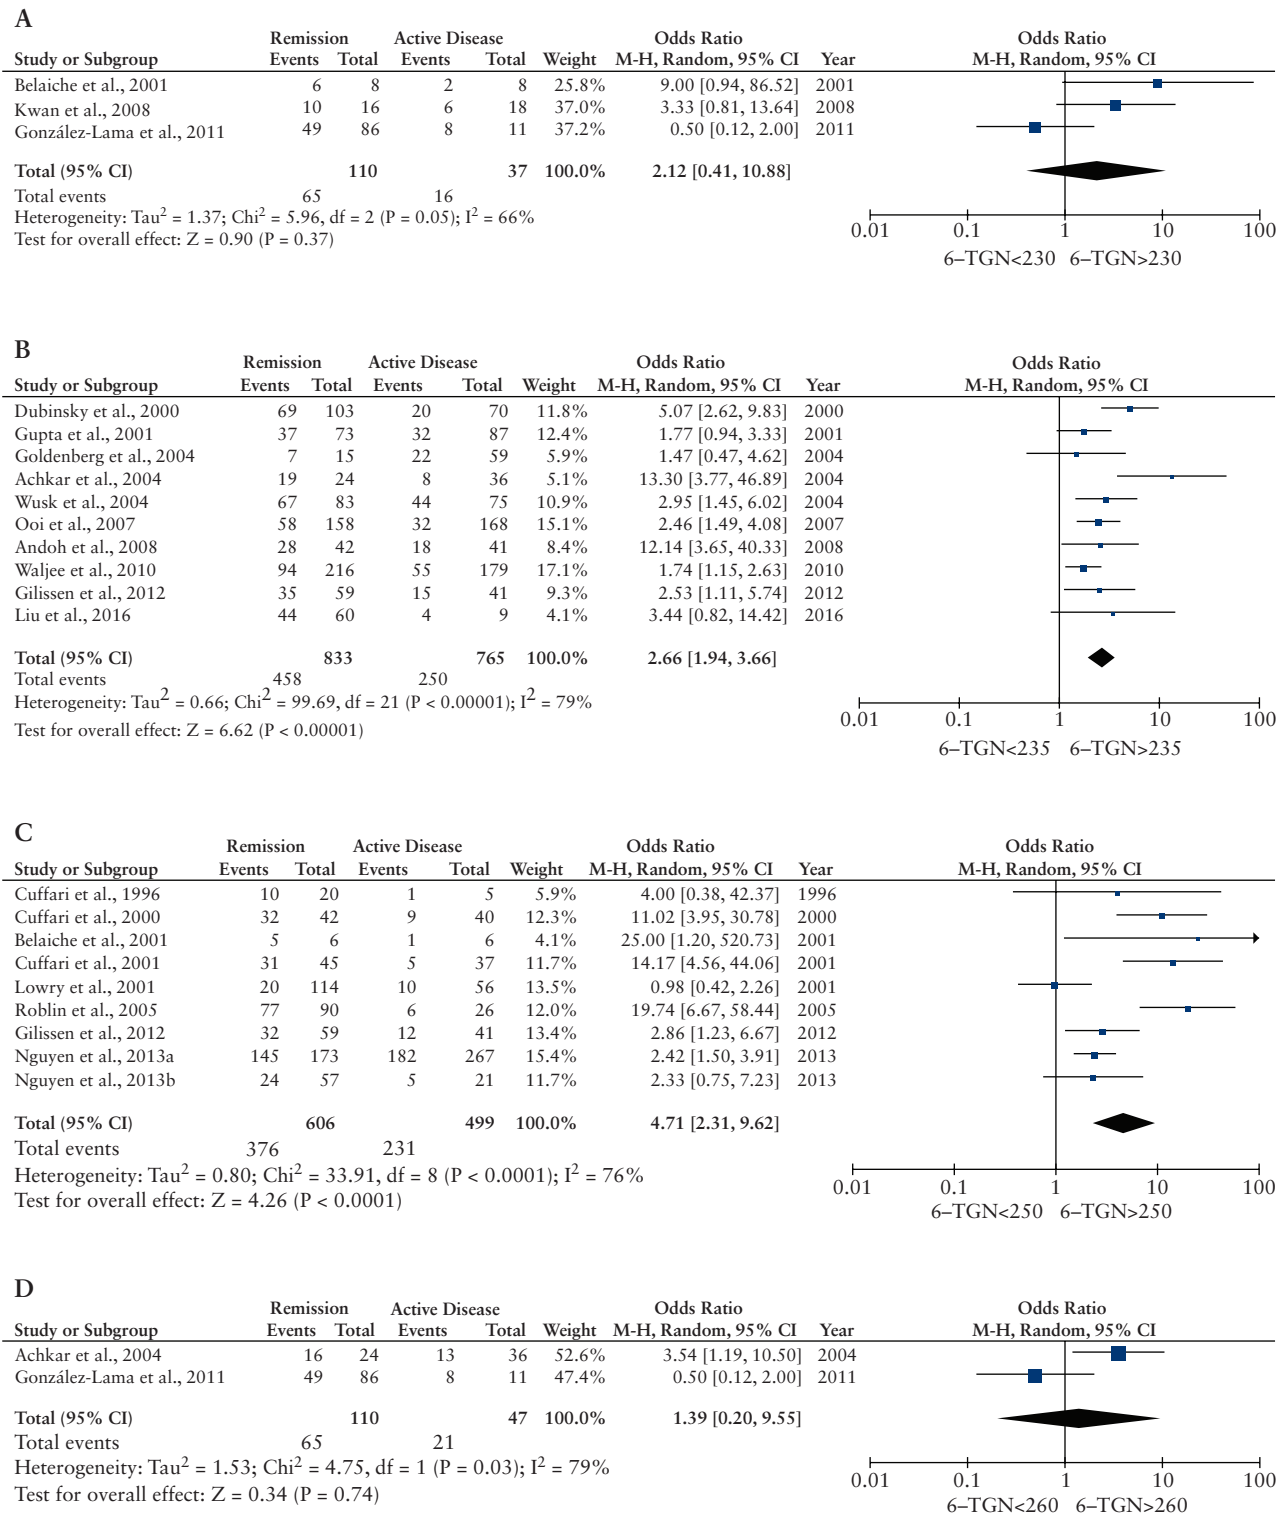 A
Remission Active Disease Odds Ratio Odds Ratio
Study or Subgroup Events Total Events Total Weight M-H, Random, 95% CI Year M-H, Random, 95% CI
Belaiche et al., 2001 6 8 2 8 25.8% 9.00 [0.94, 86.52] 2001
Kwan et al., 2008 10 16 6 18 37.0% 3.33 [0.81, 13.64] 2008
González-Lama et al., 2011 49 86 8 11 37.2% 0.50 [0.12, 2.00] 2011
Total (95% CI) 110 37 100.0% 2.12 [0.41, 10.88]
Total events 65 16
Heterogeneity: Tau² = 1.37; Chi² = 5.96, df = 2 (P = 0.05); I² = 66%
Test for overall effect: Z = 0.90 (P = 0.37)
0.01 0.1 1 10 100
6–TGN<230 6–TGN>230
B
Remission Active Disease Odds Ratio Odds Ratio
Study or Subgroup Events Total Events Total Weight M-H, Random, 95% CI Year M-H, Random, 95% CI
Dubinsky et al., 2000 69 103 20 70 11.8% 5.07 [2.62, 9.83] 2000
Gupta et al., 2001 37 73 32 87 12.4% 1.77 [0.94, 3.33] 2001
Goldenberg et al., 2004 7 15 22 59 5.9% 1.47 [0.47, 4.62] 2004
Achkar et al., 2004 19 24 8 36 5.1% 13.30 [3.77, 46.89] 2004
Wusk et al., 2004 67 83 44 75 10.9% 2.95 [1.45, 6.02] 2004
Ooi et al., 2007 58 158 32 168 15.1% 2.46 [1.49, 4.08] 2007
Andoh et al., 2008 28 42 18 41 8.4% 12.14 [3.65, 40.33] 2008
Waljee et al., 2010 94 216 55 179 17.1% 1.74 [1.15, 2.63] 2010
Gilissen et al., 2012 35 59 15 41 9.3% 2.53 [1.11, 5.74] 2012
Liu et al., 2016 44 60 4 9 4.1% 3.44 [0.82, 14.42] 2016
Total (95% CI) 833 765 100.0% 2.66 [1.94, 3.66]
Total events 458 250
Heterogeneity: Tau² = 0.66; Chi² = 99.69, df = 21 (P < 0.00001); I² = 79%
Test for overall effect: Z = 6.62 (P < 0.00001)
0.01 0.1 1 10 100
6–TGN<235 6–TGN>235
C
Remission Active Disease Odds Ratio Odds Ratio
Study or Subgroup Events Total Events Total Weight M-H, Random, 95% CI Year M-H, Random, 95% CI
Cuffari et al., 1996 10 20 1 5 5.9% 4.00 [0.38, 42.37] 1996
Cuffari et al., 2000 32 42 9 40 12.3% 11.02 [3.95, 30.78] 2000
Belaiche et al., 2001 5 6 1 6 4.1% 25.00 [1.20, 520.73] 2001
Cuffari et al., 2001 31 45 5 37 11.7% 14.17 [4.56, 44.06] 2001
Lowry et al., 2001 20 114 10 56 13.5% 0.98 [0.42, 2.26] 2001
Roblin et al., 2005 77 90 6 26 12.0% 19.74 [6.67, 58.44] 2005
Gilissen et al., 2012 32 59 12 41 13.4% 2.86 [1.23, 6.67] 2012
Nguyen et al., 2013a 145 173 182 267 15.4% 2.42 [1.50, 3.91] 2013
Nguyen et al., 2013b 24 57 5 21 11.7% 2.33 [0.75, 7.23] 2013
Total (95% CI) 606 499 100.0% 4.71 [2.31, 9.62]
Total events 376 231
Heterogeneity: Tau² = 0.80; Chi² = 33.91, df = 8 (P < 0.0001); I² = 76%
Test for overall effect: Z = 4.26 (P < 0.0001)
0.01 0.1 1 10 100
6–TGN<250 6–TGN>250
D
Remission Active Disease Odds Ratio Odds Ratio
Study or Subgroup Events Total Events Total Weight M-H, Random, 95% CI Year M-H, Random, 95% CI
Achkar et al., 2004 16 24 13 36 52.6% 3.54 [1.19, 10.50] 2004
González-Lama et al., 2011 49 86 8 11 47.4% 0.50 [0.12, 2.00] 2011
Total (95% CI) 110 47 100.0% 1.39 [0.20, 9.55]
Total events 65 21
Heterogeneity: Tau² = 1.53; Chi² = 4.75, df = 1 (P = 0.03); I² = 79%
Test for overall effect: Z = 0.34 (P = 0.74)
0.01 0.1 1 10 100
6–TGN<260 6–TGN>260